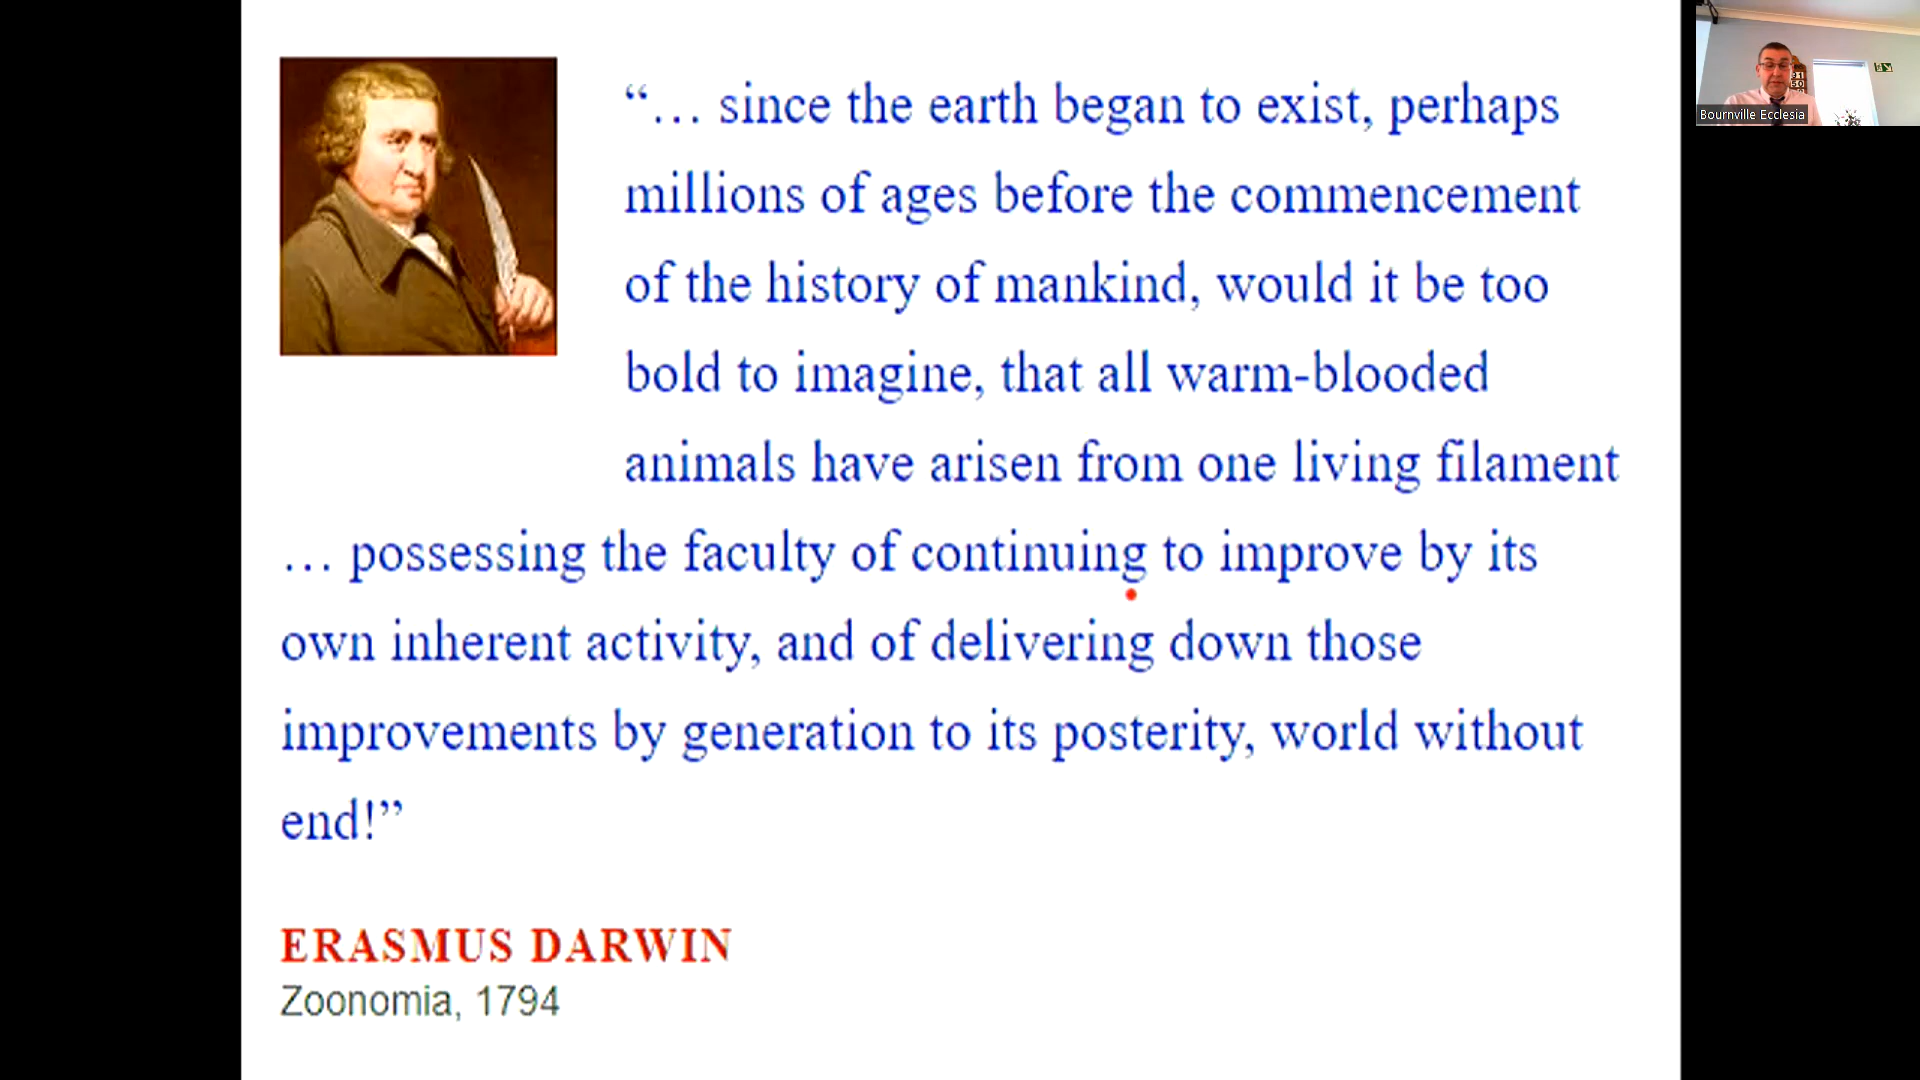 “… since the earth began to exist, perhaps
millions of ages before the commencement
of the history of mankind, would it be too
bold to imagine, that all warm-blooded
animals have arisen from one living filament
… possessing the faculty of continuing to improve by its
own inherent activity, and of delivering down those
improvements by generation to its posterity, world without
end!”
ERASMUS DARWIN
Zoonomia, 1794
Bournville Ecclesia